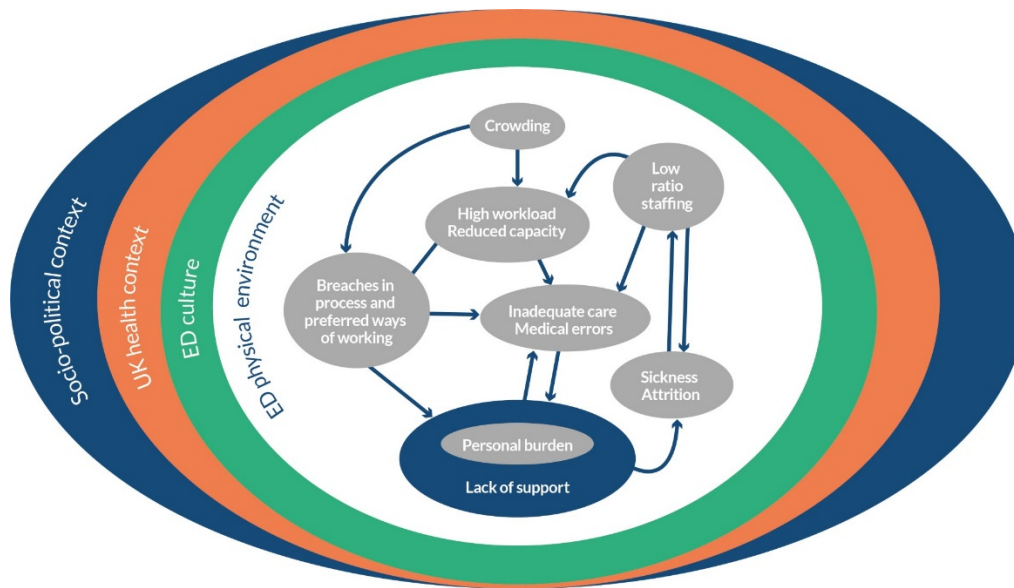 Socio-political context
UK health context
ED culture
ED physical environment
Crowding
Low
ratio
staffing
High workload
Reduced capacity
Breaches in
process and
preferred ways
of working
Inadequate care
Medical errors
Sickness
Attrition
Personal burden
Lack of support